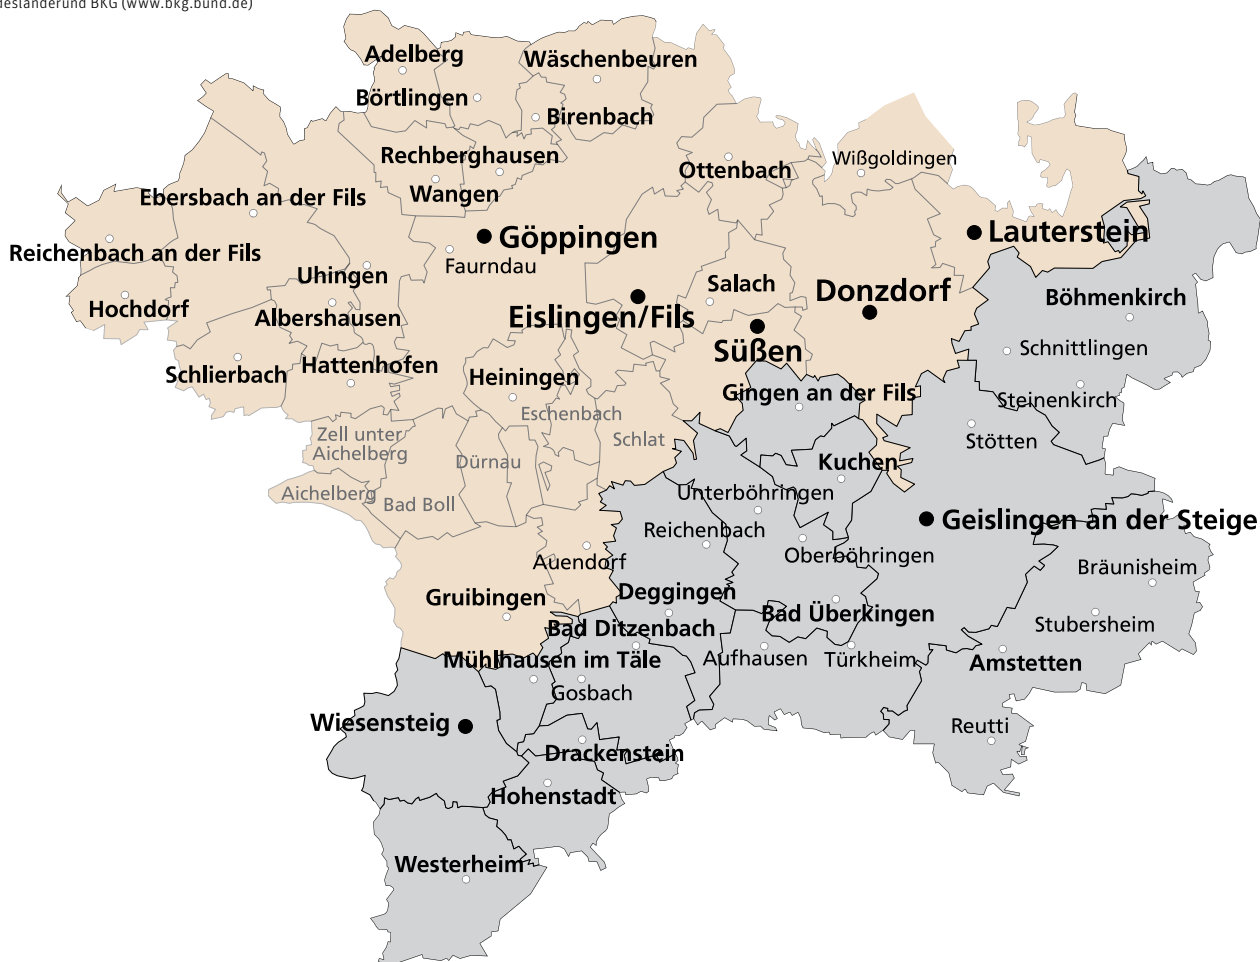 desländerund BKG (www.bkg.bund.de)
Adelberg
Wäschenbeuren
Börtlingen
Birenbach
Rechberghausen
Wißgoldingen
Ottenbach
Wangen
Ebersbach an der Fils
Lauterstein
Göppingen
Reichenbach an der Fils
Faurndau
Uhingen
Salach
Donzdorf
Böhmenkirch
Hochdorf
Albershausen
Eislingen/Fils
Süßen
Schnittlingen
Schlierbach
Hattenhofen
Heiningen
Gingen an der Fils
Steinenkirch
Eschenbach
Zell unter
Aichelberg
Schlat
Stötten
Dürnau
Kuchen
Aichelberg
Bad Boll
Unterböhringen
Geislingen an der Steige
Reichenbach
Auendorf
Oberböhringen
Bräunisheim
Gruibingen
Deggingen
Bad Überkingen
Stubersheim
Bad Ditzenbach
Mühlhausen im Täle
Aufhausen
Türkheim
Amstetten
Gosbach
Wiesensteig
Reutti
Drackenstein
Hohenstadt
Westerheim